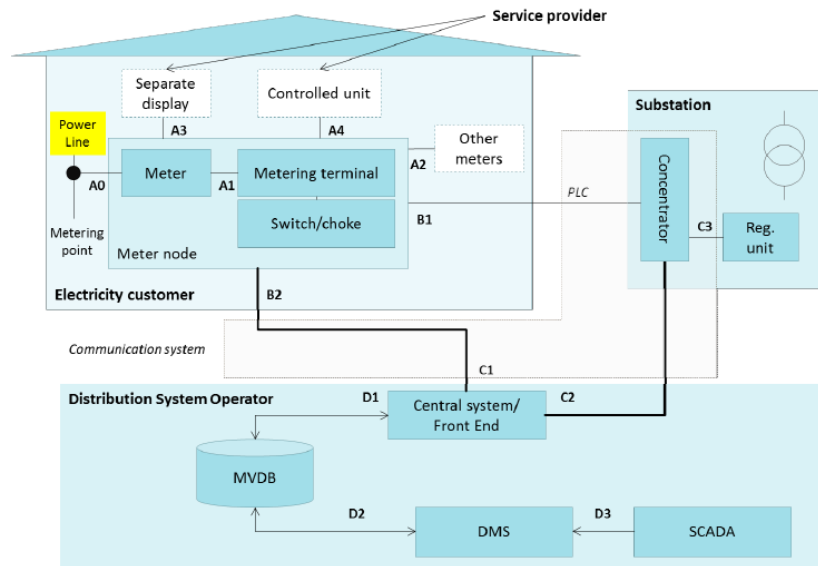 Service provider
Separate
display
Controlled unit
Substation
Power
Line
A3
A4
Other
meters
A2
Meter
Metering terminal
A0
A1
Concentrator
PLC
Switch/choke
B1
C3
Reg.
unit
Metering
point
Meter node
Electricity customer
B2
Communication system
C1
Distribution System Operator
D1
Central system/
Front End
C2
MVDB
D2
DMS
D3
SCADA